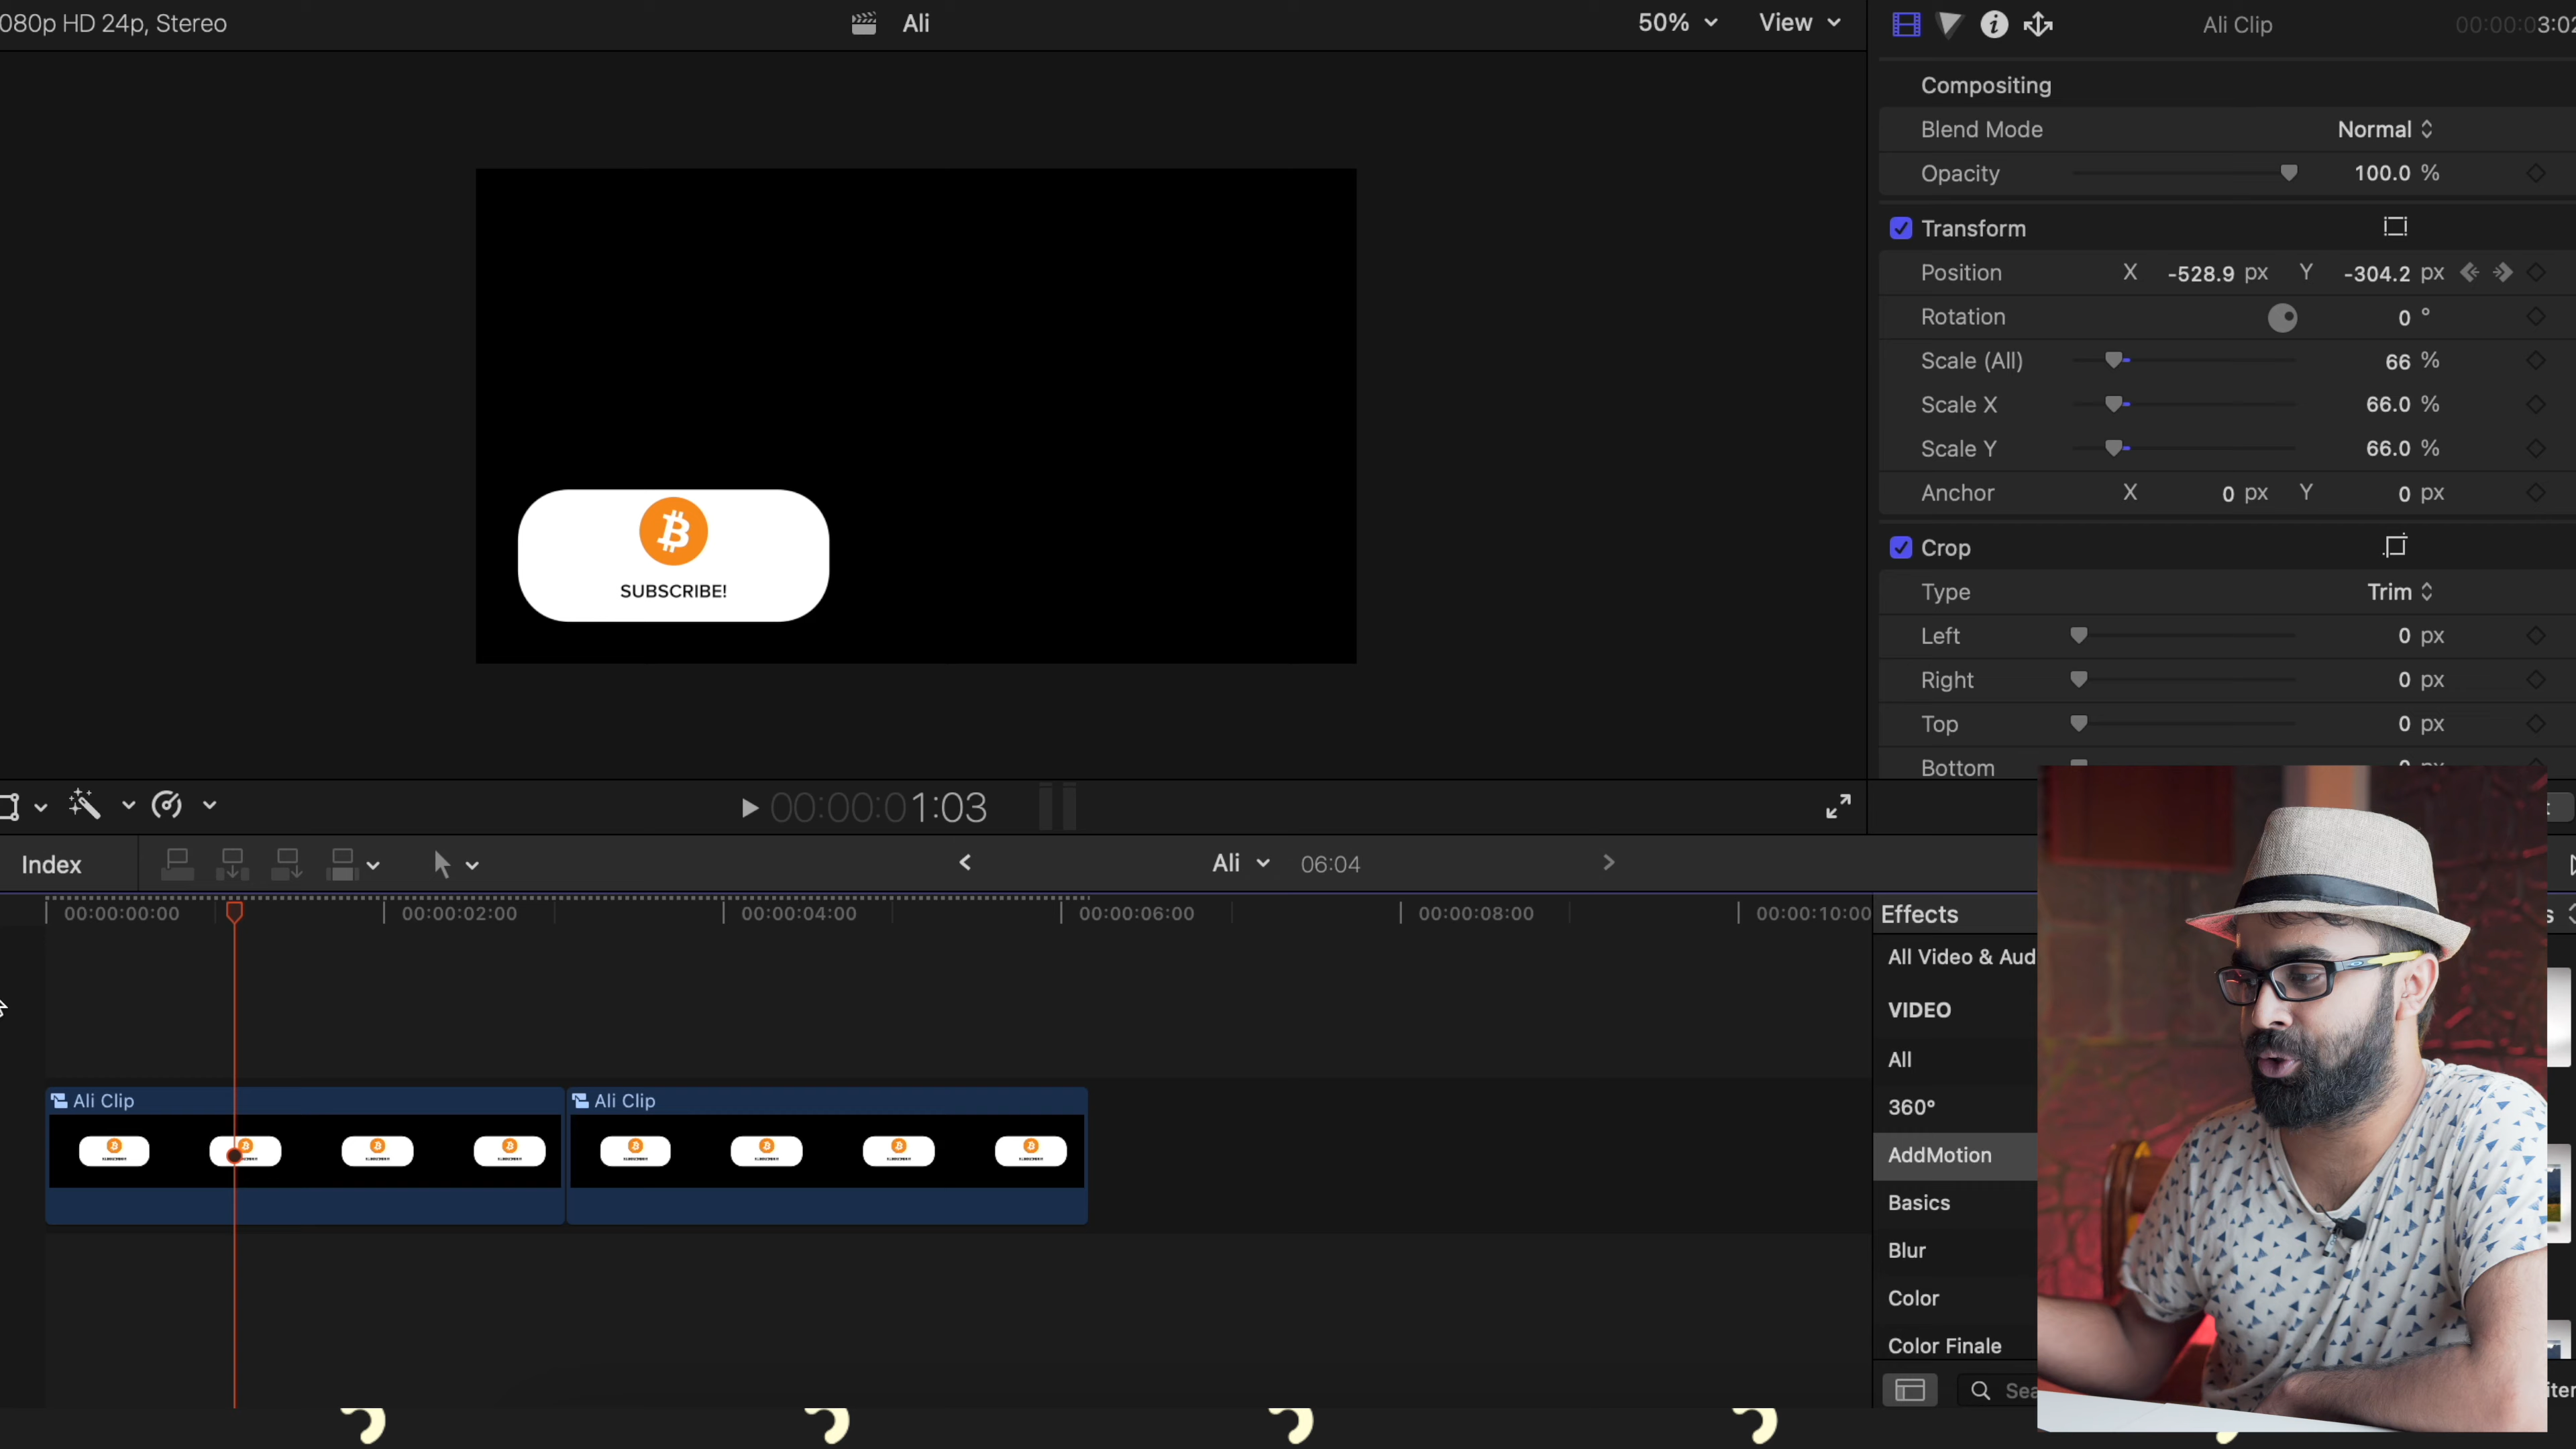 080p HD 24p, Stereo
Ali
50%
View
Ali Clip
00:00:03:02
Compositing
Blend Mode
Normal
Opacity
100.0 %
Transform
Position X -528.9 px Y -304.2 px
Rotation 0 °
Scale (All) 66 %
Scale X 66.0 %
Scale Y 66.0 %
Anchor X 0 px Y 0 px
Crop
Type Trim
Left 0 px
Right 0 px
Top 0 px
Bottom
SUBSCRIBE!
00:00:01:03
Index
Ali 06:04
00:00:00:00 00:00:02:00 00:00:04:00 00:00:06:00 00:00:08:00 00:00:10:00
Ali Clip
Ali Clip
Effects
All Video & Aud
VIDEO
All
360°
AddMotion
Basics
Blur
Color
Color Finale
Sea